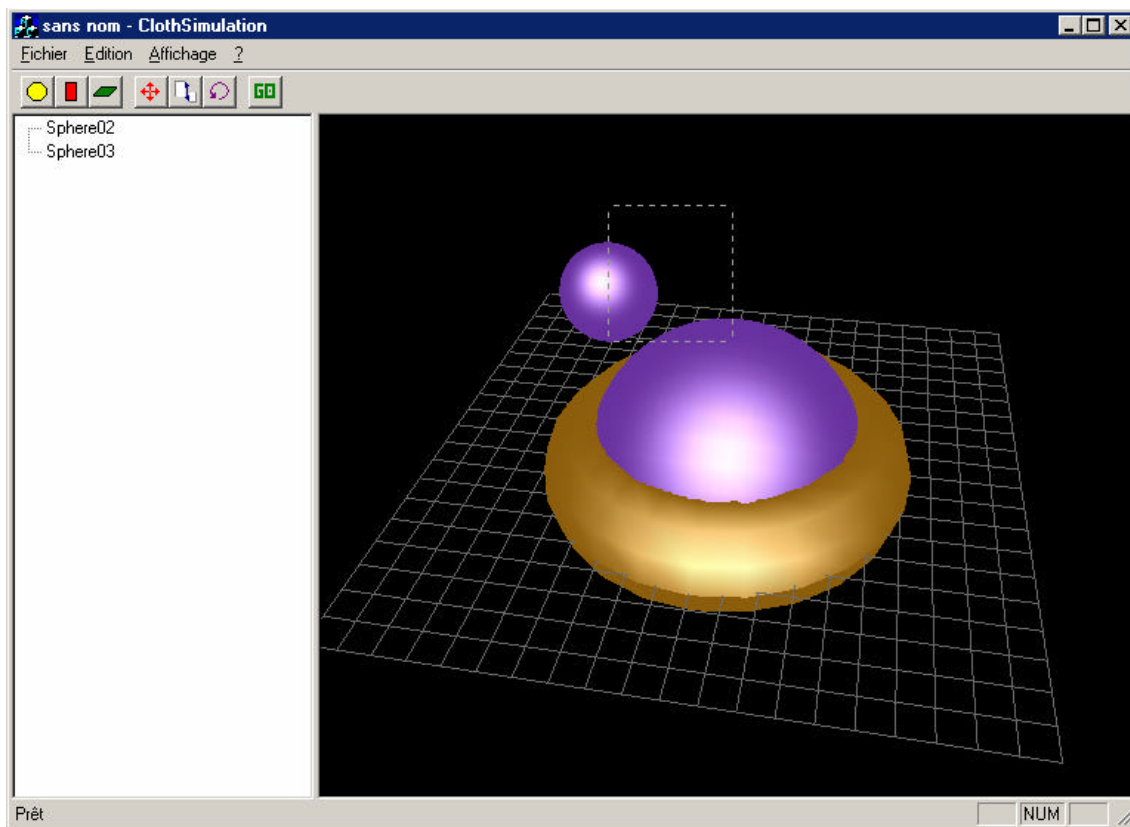 sans nom - ClothSimulation
Fichier Edition Affichage ?
GO
Sphere02
Sphere03
Prêt NUM